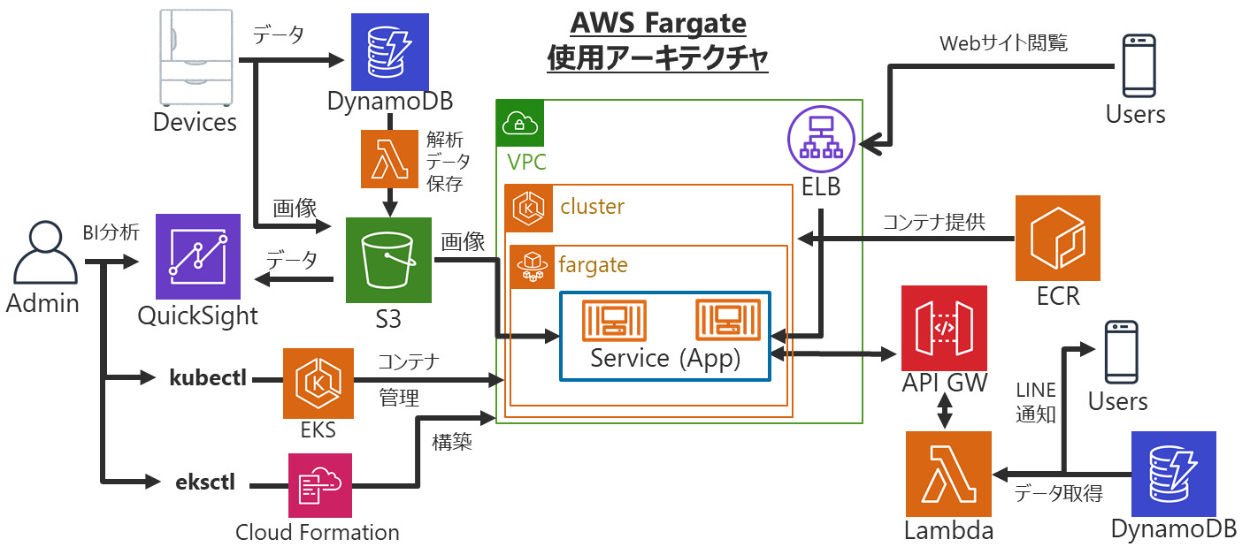 AWS Fargate
使用アーキテクチャ
データ
Devices
DynamoDB
解析
データ
保存
Webサイト閲覧
Users
VPC
ELB
cluster
画像
BI分析
Admin
QuickSight
データ
S3
画像
コンテナ提供
ECR
fargate
Service (App)
API GW
kubectl
EKS
コンテナ
管理
LINE
通知
Users
構築
eksctl
Cloud Formation
Lambda
データ取得
DynamoDB